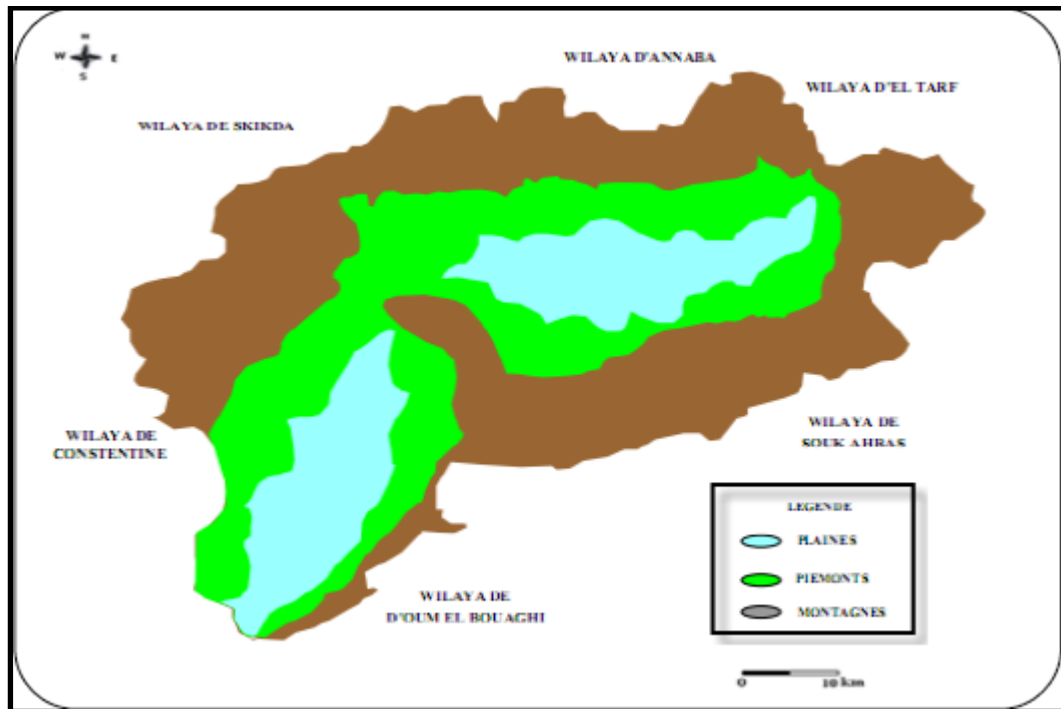 N
W E
S
WILAYA D'ANNABA
WILAYA D'EL TARF
WILAYA DE SKIKDA
WILAYA DE
CONSTENTINE
WILAYA DE
SOUK AHRAS
WILAYA DE
D'OUM EL BOUAGHI
LEGENDE
PLAINES
PIEMONTS
MONTAGNES
0 10 km